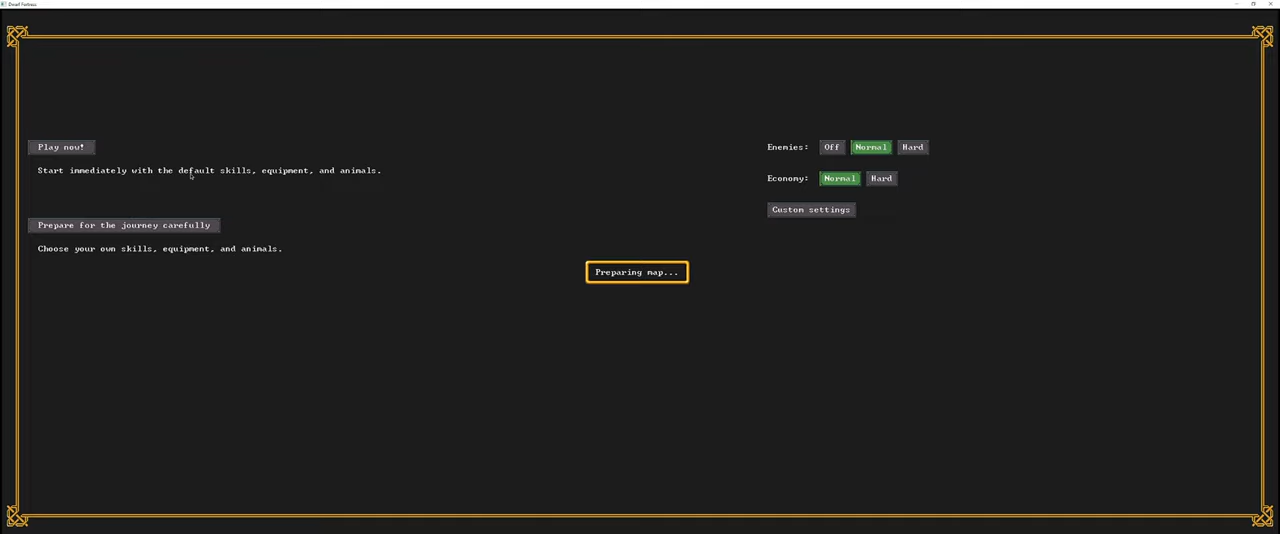 Dwarf Fortress
Play now!
Start immediately with the default skills, equipment, and animals.
Prepare for the journey carefully
Choose your own skills, equipment, and animals.
Enemies: Off Normal Hard
Economy: Normal Hard
Custom settings
Preparing map...